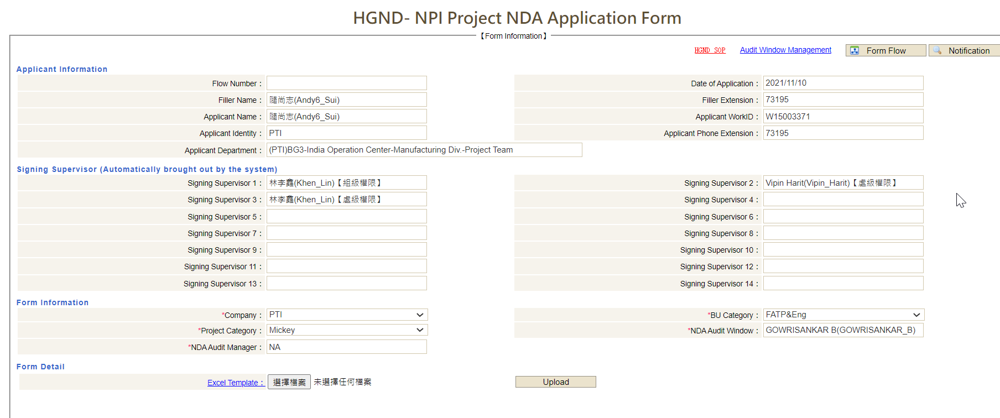 HGND- NPI Project NDA Application Form
【Form Information】
HGND SOP Audit Window Management Form Flow Notification
Applicant Information
Flow Number : Date of Application : 2021/11/10
Filler Name : 隨尚志(Andy6_Sui) Filler Extension : 73195
Applicant Name : 隨尚志(Andy6_Sui) Applicant WorkID : W15003371
Applicant Identity : PTI Applicant Phone Extension : 73195
Applicant Department : (PTI)BG3-India Operation Center-Manufacturing Div.-Project Team
Signing Supervisor (Automatically brought out by the system)
Signing Supervisor 1 : 林李鑫(Khen_Lin)【組級權限】 Signing Supervisor 2 : Vipin Harit(Vipin_Harit)【處級權限】
Signing Supervisor 3 : 林李鑫(Khen_Lin)【處級權限】 Signing Supervisor 4 :
Signing Supervisor 5 : Signing Supervisor 6 :
Signing Supervisor 7 : Signing Supervisor 8 :
Signing Supervisor 9 : Signing Supervisor 10 :
Signing Supervisor 11 : Signing Supervisor 12 :
Signing Supervisor 13 : Signing Supervisor 14 :
Form Information
*Company : PTI *BU Category : FATP&Eng
*Project Category : Mickey *NDA Audit Window : GOWRISANKAR B(GOWRISANKAR_B)
*NDA Audit Manager : NA
Form Detail
Excel Template : 選擇檔案 未選擇任何檔案 Upload